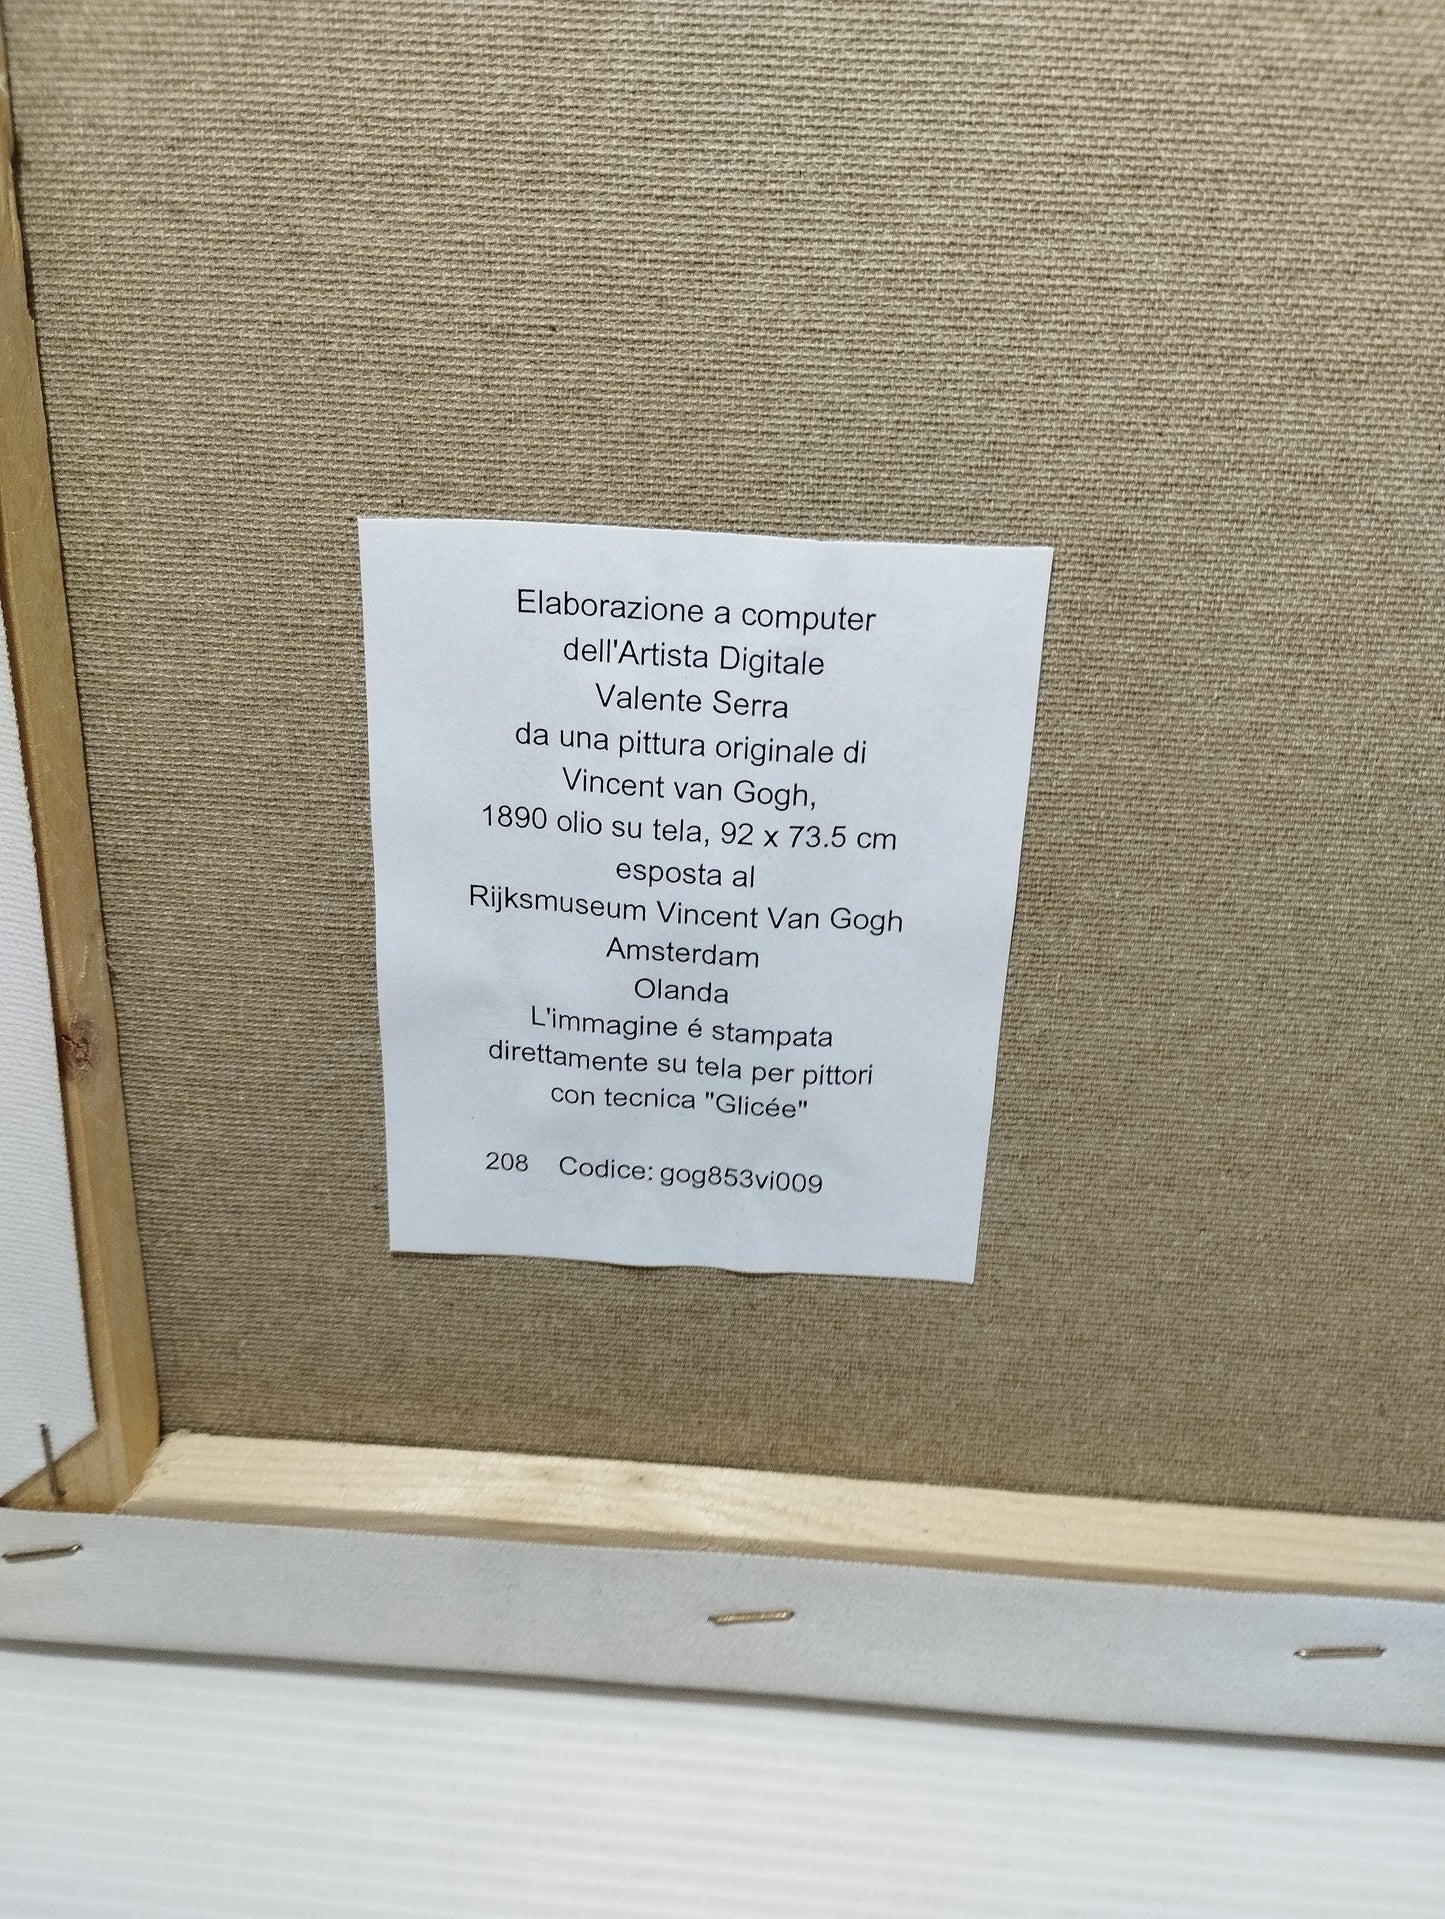 Elaborazione a computer
dell'Artista Digitale
Valente Serra
da una pittura originale di
Vincent van Gogh,
1890 olio su tela, 92 x 73.5 cm
esposta al
Rijksmuseum Vincent Van Gogh
Amsterdam
Olanda
L'immagine é stampata
direttamente su tela per pittori
con tecnica "Glicée"
208 Codice: gog853vi009